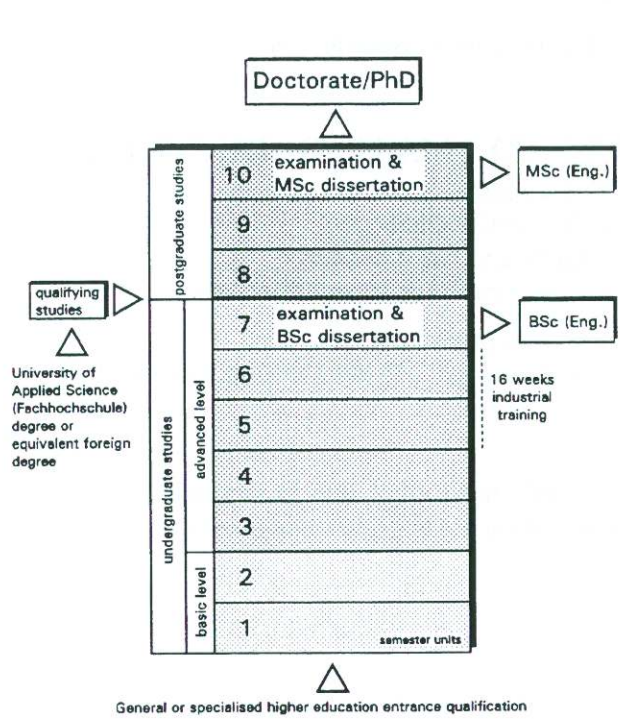 Doctorate/PhD
postgraduate studies
10 examination &
MSc dissertation
MSc (Eng.)
9
8
qualifying
studies
University of
Applied Science
(Fachhochschule)
degree or
equivalent foreign
degree
undergraduate studies
advanced level
7 examination &
BSc dissertation
BSc (Eng.)
6
16 weeks
industrial
training
5
4
3
basic level
2
1
semester units
General or specialised higher education entrance qualification